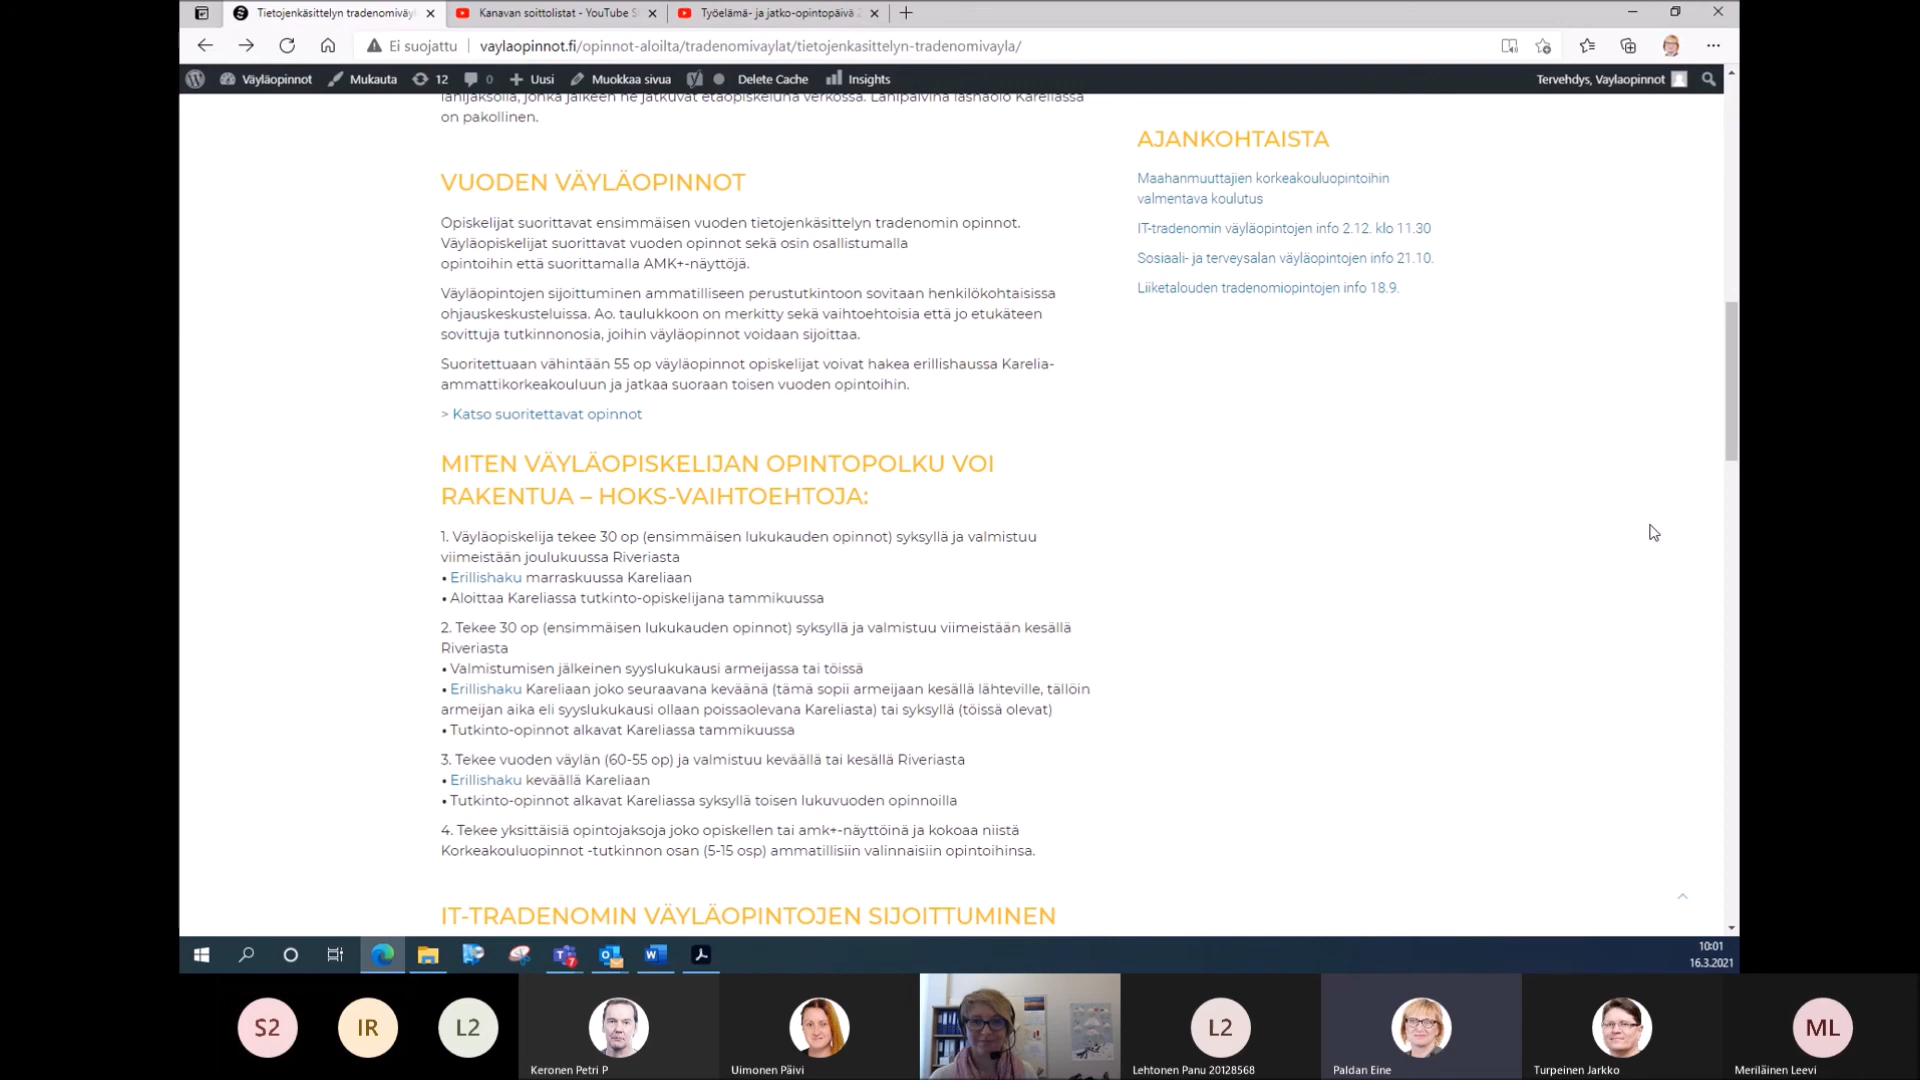 Tietojenkäsittelyn tradenomiväyl
Kanavan soittolistat - YouTube S
Työelämä- ja jatko-opintopäivä 2
Ei suojattu
vaylaopinnot.fi/opinnot-aloilta/tradenomivaylat/tietojenkasittelyn-tradenomivayla/
Väyläopinnot
Mukauta
12
0
Uusi
Muokkaa sivua
Delete Cache
Insights
Tervehdys, Vaylaopinnot
lähijaksolla, jonka jälkeen ne jatkuvat etäopiskeluna verkossa. Lähipäivinä läsnäolo Kareliassa
on pakollinen.
VUODEN VÄYLÄOPINNOT
Opiskelijat suorittavat ensimmäisen vuoden tietojenkäsittelyn tradenomin opinnot.
Väyläopiskelijat suorittavat vuoden opinnot sekä osin osallistumalla
opintoihin että suorittamalla AMK+-näyttöjä.
Väyläopintojen sijoittuminen ammatilliseen perustutkintoon sovitaan henkilökohtaisissa
ohjauskeskusteluissa. Ao. taulukkoon on merkitty sekä vaihtoehtoisia että jo etukäteen
sovittuja tutkinnonosia, joihin väyläopinnot voidaan sijoittaa.
Suoritettuaan vähintään 55 op väyläopinnot opiskelijat voivat hakea erillishaussa Karelia-
ammattikorkeakouluun ja jatkaa suoraan toisen vuoden opintoihin.
> Katso suoritettavat opinnot
MITEN VÄYLÄOPISKELIJAN OPINTOPOLKU VOI
RAKENTUA – HOKS-VAIHTOEHTOJA:
1. Väyläopiskelija tekee 30 op (ensimmäisen lukukauden opinnot) syksyllä ja valmistuu
viimeistään joulukuussa Riveriasta
• Erillishaku marraskuussa Kareliaan
• Aloittaa Kareliassa tutkinto-opiskelijana tammikuussa
2. Tekee 30 op (ensimmäisen lukukauden opinnot) syksyllä ja valmistuu viimeistään kesällä
Riveriasta
• Valmistumisen jälkeinen syyslukukausi armeijassa tai töissä
• Erillishaku Kareliaan joko seuraavana keväänä (tämä sopii armeijaan kesällä lähteville, tällöin
armeijan aika eli syyslukukausi ollaan poissaolevana Kareliasta) tai syksyllä (töissä olevat)
• Tutkinto-opinnot alkavat Kareliassa tammikuussa
3. Tekee vuoden väylän (60-55 op) ja valmistuu keväällä tai kesällä Riveriasta
• Erillishaku keväällä Kareliaan
• Tutkinto-opinnot alkavat Kareliassa syksyllä toisen lukuvuoden opinnoilla
4. Tekee yksittäisiä opintojaksoja joko opiskellen tai amk+-näyttöinä ja kokoaa niistä
Korkeakouluopinnot -tutkinnon osan (5-15 osp) ammatillisiin valinnaisiin opintoihinsa.
IT-TRADENOMIN VÄYLÄOPINTOJEN SIJOITTUMINEN
AJANKOHTAISTA
Maahanmuuttajien korkeakouluopintoihin
valmentava koulutus
IT-tradenomin väyläopintojen info 2.12. klo 11.30
Sosiaali- ja terveysalan väyläopintojen info 21.10.
Liiketalouden tradenomiopintojen info 18.9.
10:01
16.3.2021
S2
IR
L2
Keronen Petri P
Uimonen Päivi
L2
Lehtonen Panu 20128568
Paldan Eine
Turpeinen Jarkko
ML
Meriläinen Leevi